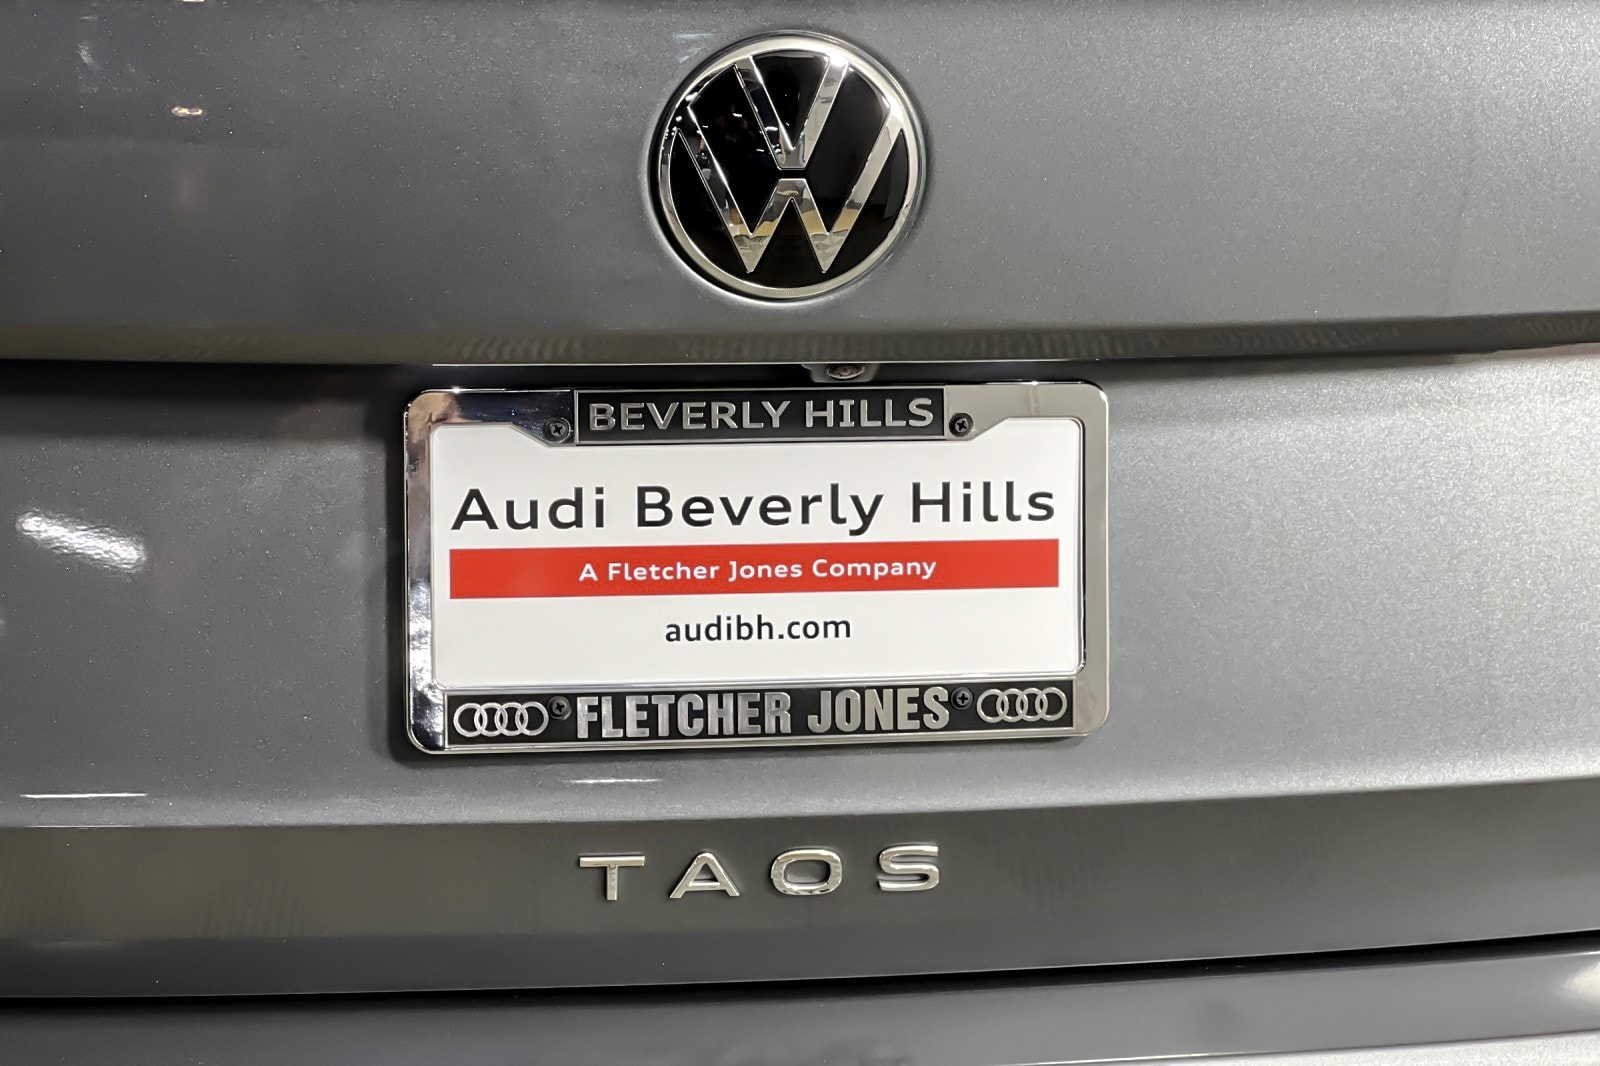 BEVERLY HILLS
Audi Beverly Hills
A Fletcher Jones Company
audibh.com
FLETCHER JONES
TAOS